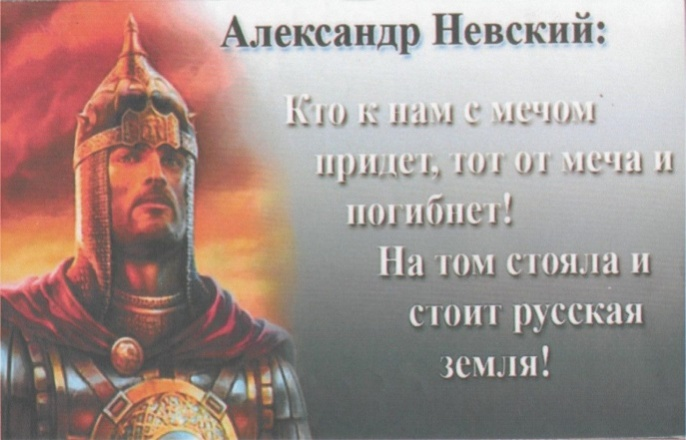 Александр Невский:
Кто к нам с мечом
придет, тот от меча и
погибнет!
На том стояла и
стоит русская
земля!